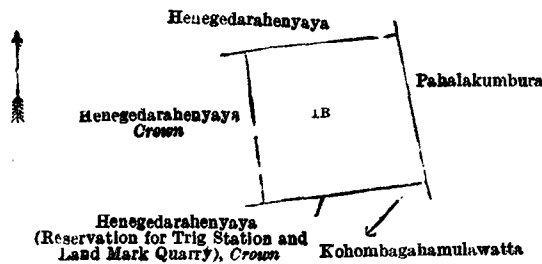 Henegedarahenyaya
Pahalakumbura
Henegedarahenyaya
Crown
1B
Henegedarahenyaya
(Reservation for Trig Station and
Land Mark Quarry), Crown
Kohombagahamulawatta